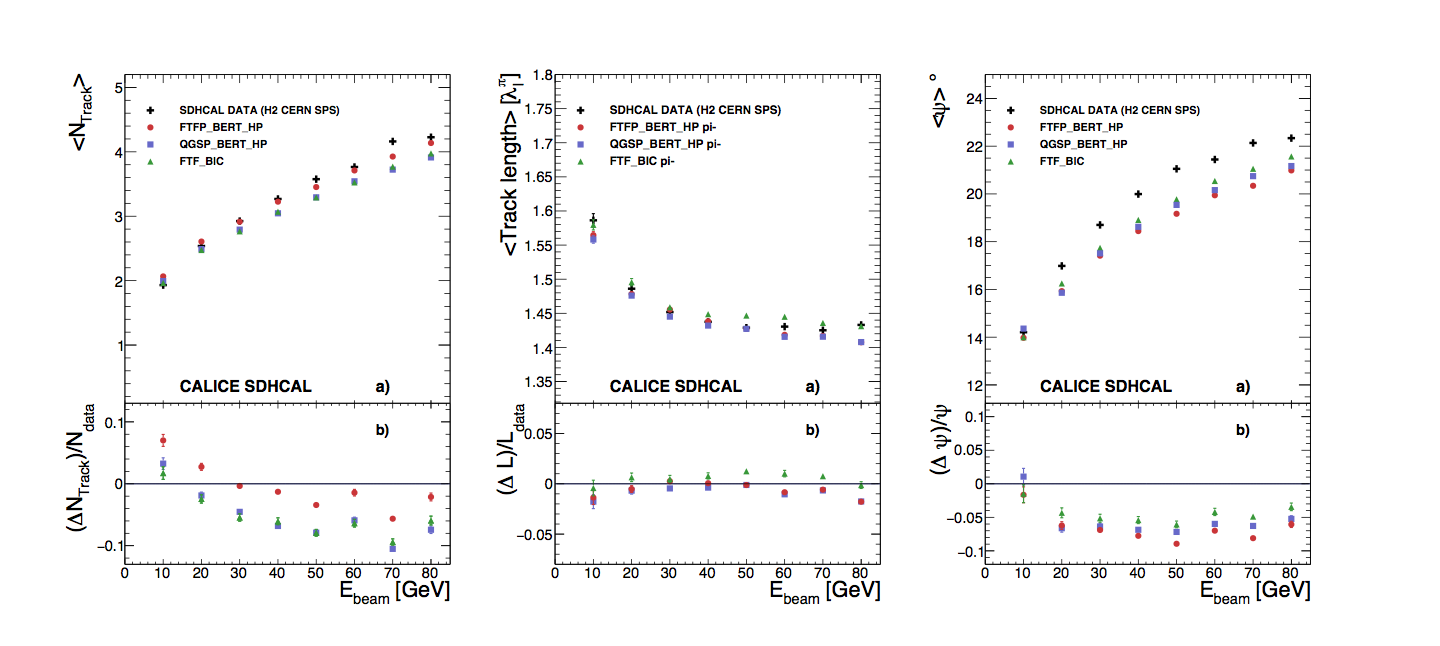 <N_Track>
5
4
3
2
1
SDHCAL DATA (H2 CERN SPS)
FTFP_BERT_HP
QGSP_BERT_HP
FTF_BIC
CALICE SDHCAL a)
(ΔN_Track)/N_data
0.1
0
−0.1
b)
0 10 20 30 40 50 60 70 80
E_beam [GeV]
<Track length> [λ_I^π]
1.8
1.75
1.7
1.65
1.6
1.55
1.5
1.45
1.4
1.35
SDHCAL DATA (H2 CERN SPS)
FTFP_BERT_HP pi-
QGSP_BERT_HP pi-
FTF_BIC pi-
CALICE SDHCAL a)
(Δ L)/L_data
0.05
0
−0.05
b)
0 10 20 30 40 50 60 70 80
E_beam [GeV]
<ψ>°
24
22
20
18
16
14
12
SDHCAL DATA (H2 CERN SPS)
FTFP_BERT_HP
QGSP_BERT_HP
FTF_BIC
CALICE SDHCAL a)
(Δ ψ)/ψ
0.1
0.05
0
−0.05
−0.1
b)
0 10 20 30 40 50 60 70 80
E_beam [GeV]